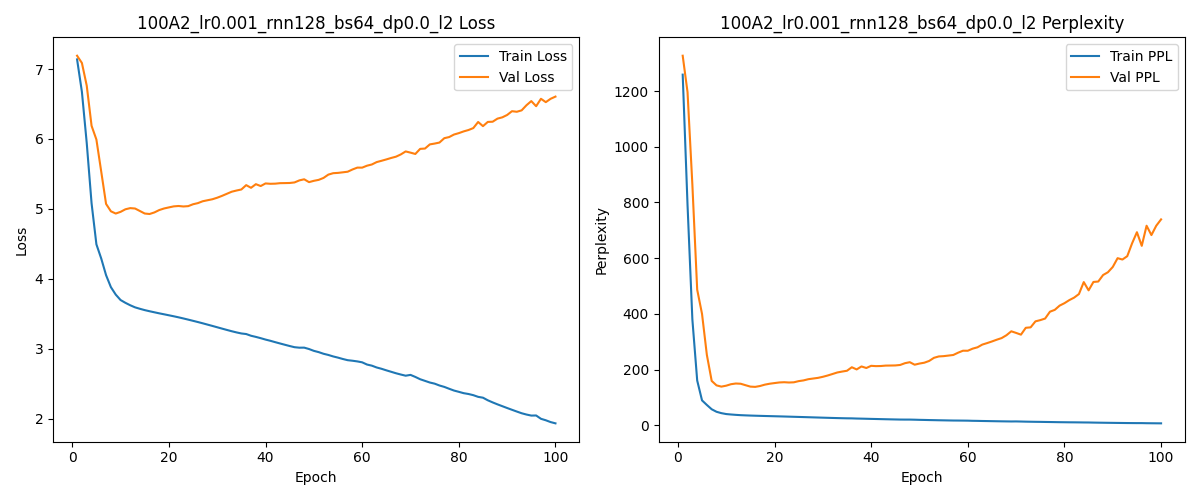 100A2_lr0.001_rnn128_bs64_dp0.0_l2 Loss
Train Loss
Val Loss
7
6
5
4
3
2
Loss
0
20
40
60
80
100
Epoch
100A2_lr0.001_rnn128_bs64_dp0.0_l2 Perplexity
Train PPL
Val PPL
1200
1000
800
600
400
200
0
Perplexity
0
20
40
60
80
100
Epoch